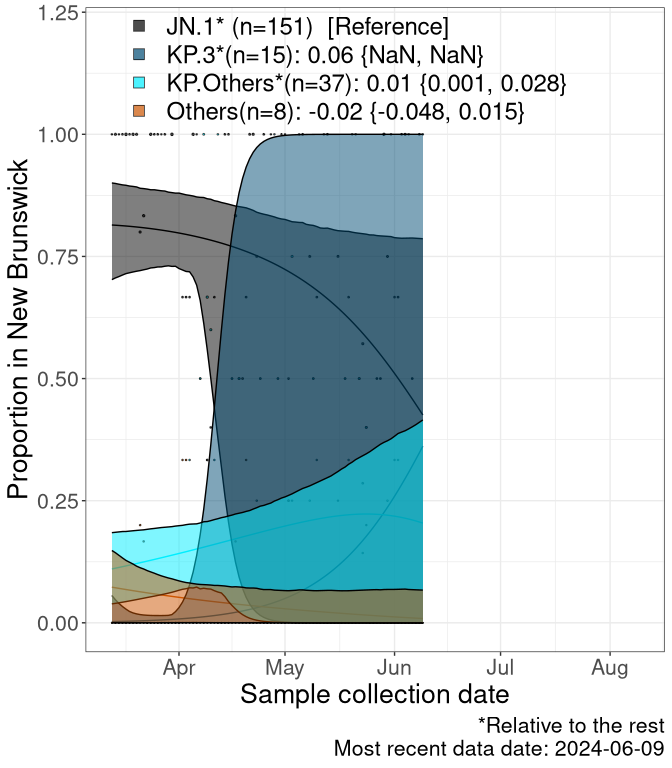 JN.1* (n=151) [Reference]
KP.3*(n=15): 0.06 {NaN, NaN}
KP.Others*(n=37): 0.01 {0.001, 0.028}
Others(n=8): -0.02 {-0.048, 0.015}
Proportion in New Brunswick
1.25
1.00
0.75
0.50
0.25
0.00
Apr May Jun Jul Aug
Sample collection date
*Relative to the rest
Most recent data date: 2024-06-09